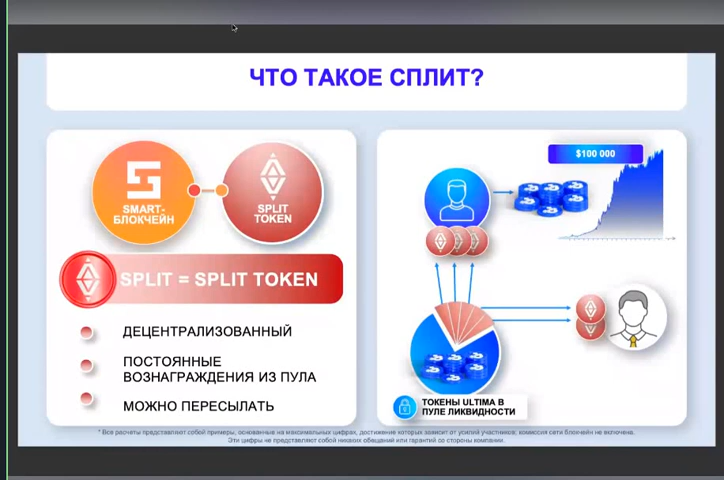 ЧТО ТАКОЕ СПЛИТ?
SMART-
БЛОКЧЕЙН
SPLIT
TOKEN
SPLIT = SPLIT TOKEN
ДЕЦЕНТРАЛИЗОВАННЫЙ
ПОСТОЯННЫЕ
ВОЗНАГРАЖДЕНИЯ ИЗ ПУЛА
МОЖНО ПЕРЕСЫЛАТЬ
$100 000
ТОКЕНЫ ULTIMA В
ПУЛЕ ЛИКВИДНОСТИ
* Все расчеты представляют собой примеры, основанные на максимальных цифрах, достижение которых зависит от усилий участников; комиссия сети блокчейн не включена.
Эти цифры не представляют собой никаких обещаний или гарантий со стороны компании.